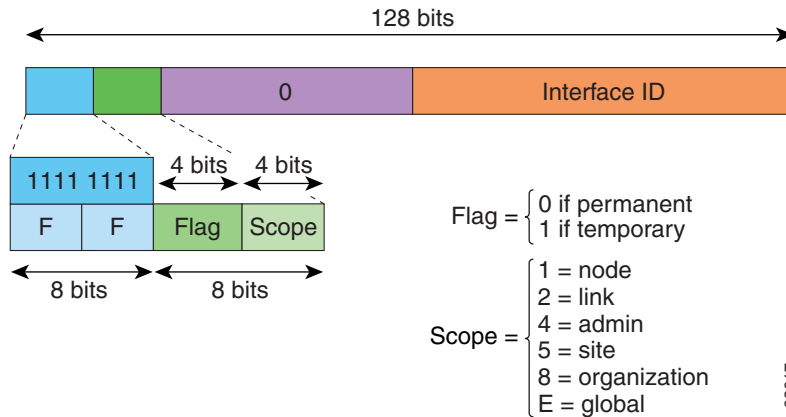 128 bits
0
Interface ID
4 bits
4 bits
1111 1111
F
F
Flag
Scope
8 bits
8 bits
Flag =
0 if permanent
1 if temporary
Scope =
1 = node
2 = link
4 = admin
5 = site
8 = organization
E = global